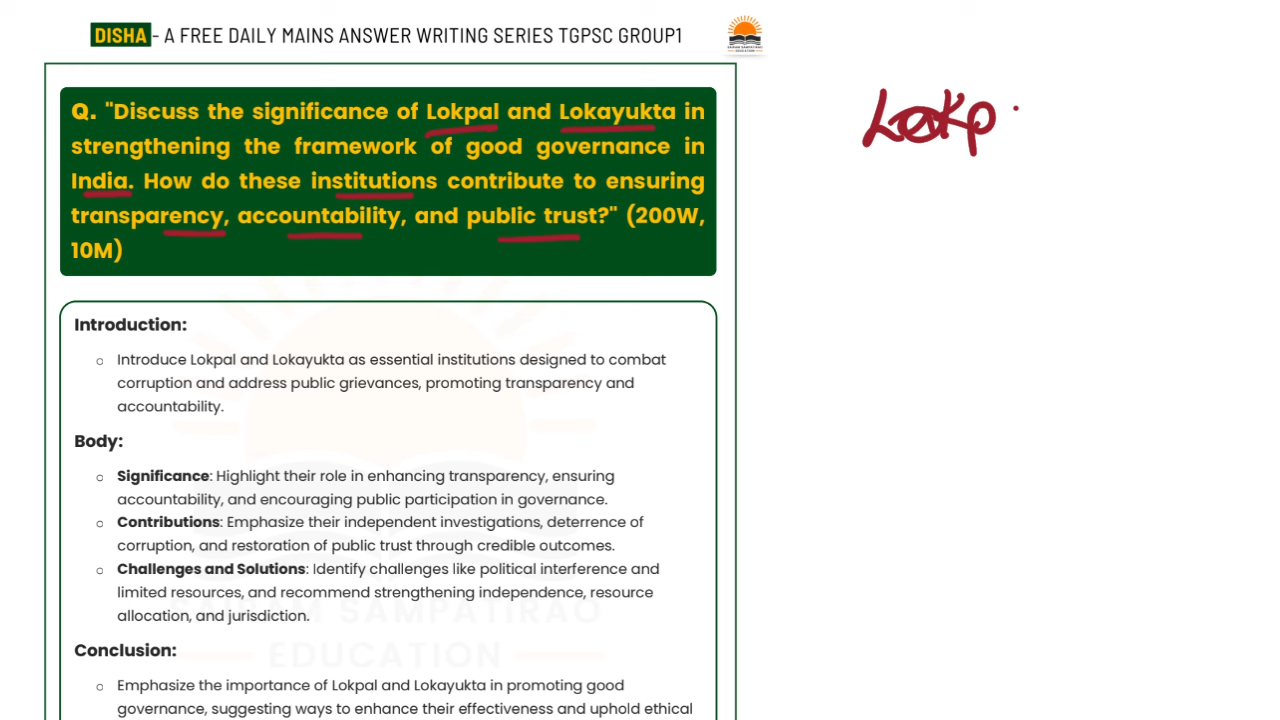 DISHA - A FREE DAILY MAINS ANSWER WRITING SERIES TGPSC GROUP1
SAIRAM SAMPATIRAO
EDUCATION
Q. "Discuss the significance of Lokpal and Lokayukta in
strengthening the framework of good governance in
India. How do these institutions contribute to ensuring
transparency, accountability, and public trust?" (200W,
10M)
Lokp
Introduction:
○ Introduce Lokpal and Lokayukta as essential institutions designed to combat
corruption and address public grievances, promoting transparency and
accountability.
Body:
○ Significance: Highlight their role in enhancing transparency, ensuring
accountability, and encouraging public participation in governance.
○ Contributions: Emphasize their independent investigations, deterrence of
corruption, and restoration of public trust through credible outcomes.
○ Challenges and Solutions: Identify challenges like political interference and
limited resources, and recommend strengthening independence, resource
allocation, and jurisdiction.
SAIRAM SAMPATIRAO
EDUCATION
Conclusion:
○ Emphasize the importance of Lokpal and Lokayukta in promoting good
governance, suggesting ways to enhance their effectiveness and uphold ethical